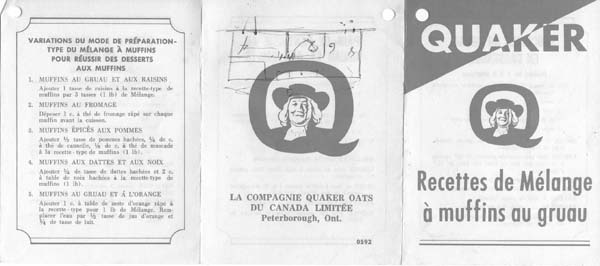 VARIATIONS DU MODE DE PRÉPARATION-
TYPE DU MÉLANGE À MUFFINS
POUR RÉUSSIR DES DESSERTS
AUX MUFFINS
1. MUFFINS AU GRUAU ET AUX RAISINS
Ajouter 1 tasse de raisins à la recette-type de
muffins par 3 tasses (1 lb) de Mélange.
2. MUFFINS AU FROMAGE
Déposer 1 c. à thé de fromage râpé sur chaque
muffin avant la cuisson.
3. MUFFINS ÉPICÉS AUX POMMES
Ajouter ½ tasse de pommes hachées, ¼ de c.
à thé de cannelle, ¼ de c. à thé de muscade
à la recette-type de muffins (1 lb).
4. MUFFINS AUX DATTES ET AUX NOIX
Ajouter ¾ de tasse de dattes hachées et 2 c.
à table de noix hachées à la recette-type de
muffins (1 lb).
5. MUFFINS AU GRUAU ET À L'ORANGE
Ajouter 1 c. à table de zeste d'orange râpé à
la recette-type pour 1 lb de Mélange. Rem-
placer l'eau par ½ tasse de jus d'orange et
¼ de tasse de lait.
LA COMPAGNIE QUAKER OATS
DU CANADA LIMITÉE
Peterborough, Ont.
0592
QUAKER
Recettes de Mélange
à muffins au gruau